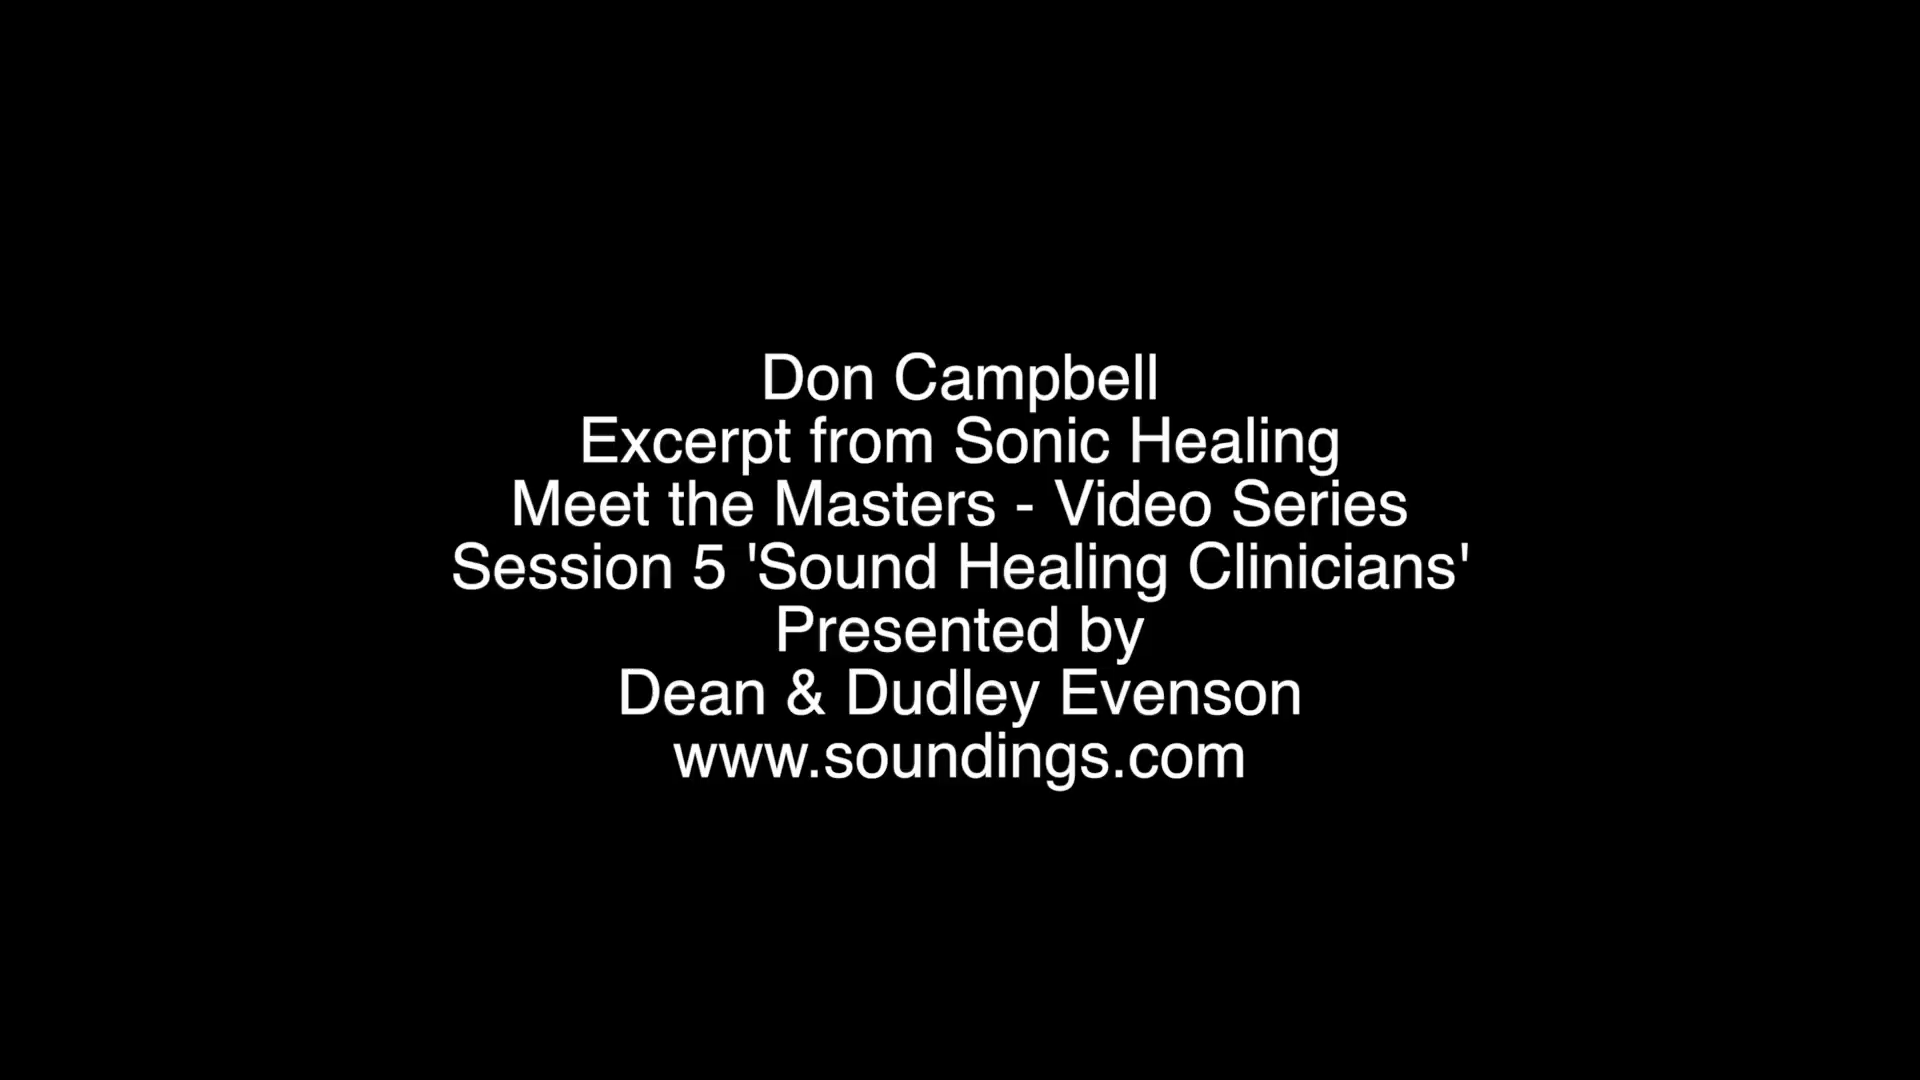 Don Campbell
Excerpt from Sonic Healing
Meet the Masters - Video Series
Session 5 'Sound Healing Clinicians'
Presented by
Dean & Dudley Evenson
www.soundings.com